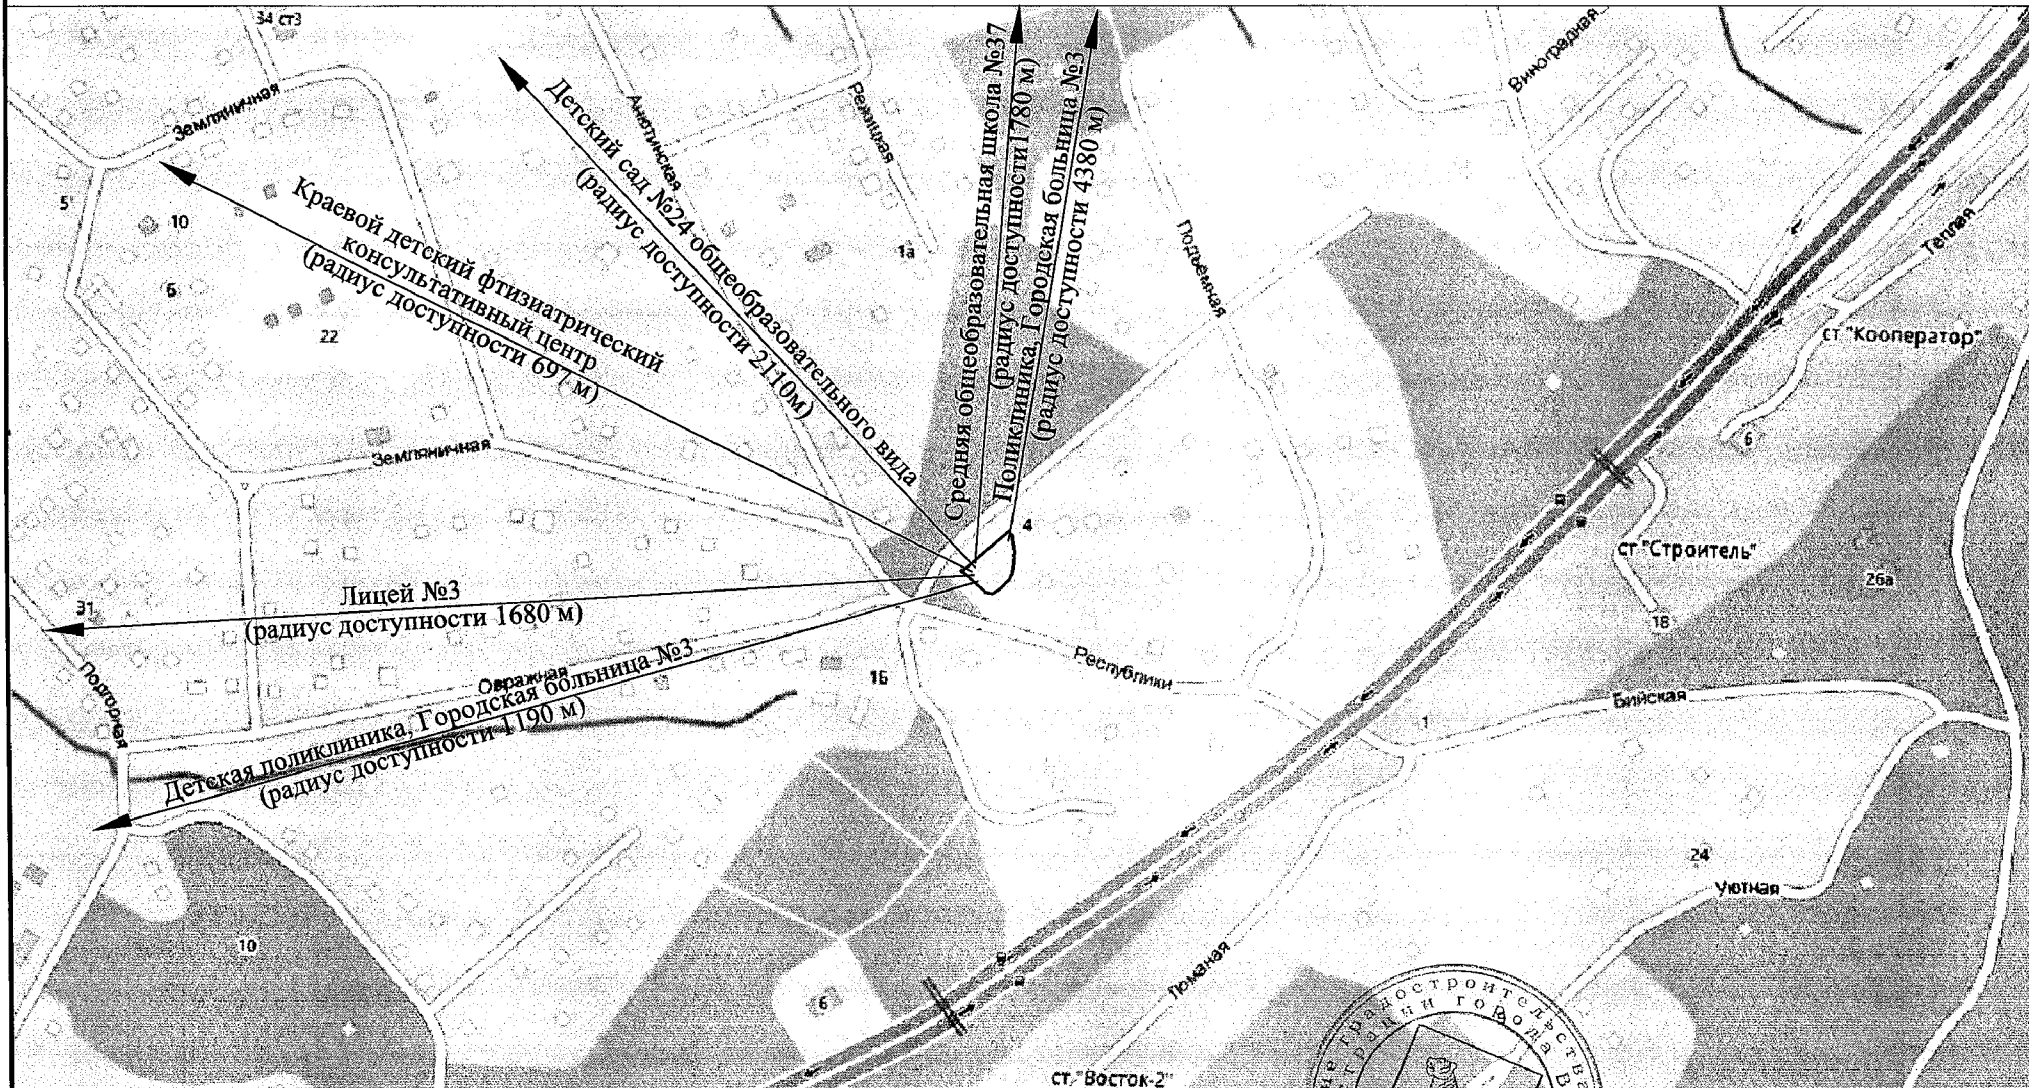 34 ст3
Земляничная
5
10
6
22
Краевой детский фтизиатрический
консультативный центр
(радиус доступности 697 м)
Детский сад №24 общеобразовательного вида
(радиус доступности 2110м)
Анютинская
Режицкая
1а
Средняя общеобразовательная школа №37
(радиус доступности 1780 м)
Поликлиника, Городская больница №3
(радиус доступности 4380 м)
Подъемная
Виноградная
Теплая
ст "Кооператор"
6
Земляничная
4
ст "Строитель"
26а
18
31
Лицей №3
(радиус доступности 1680 м)
Подгорная
Овражная
Детская поликлиника, Городская больница №3
(радиус доступности 1190 м)
16
Республики
1
Бийская
24
Уютная
10
6
ст "Восток-2"